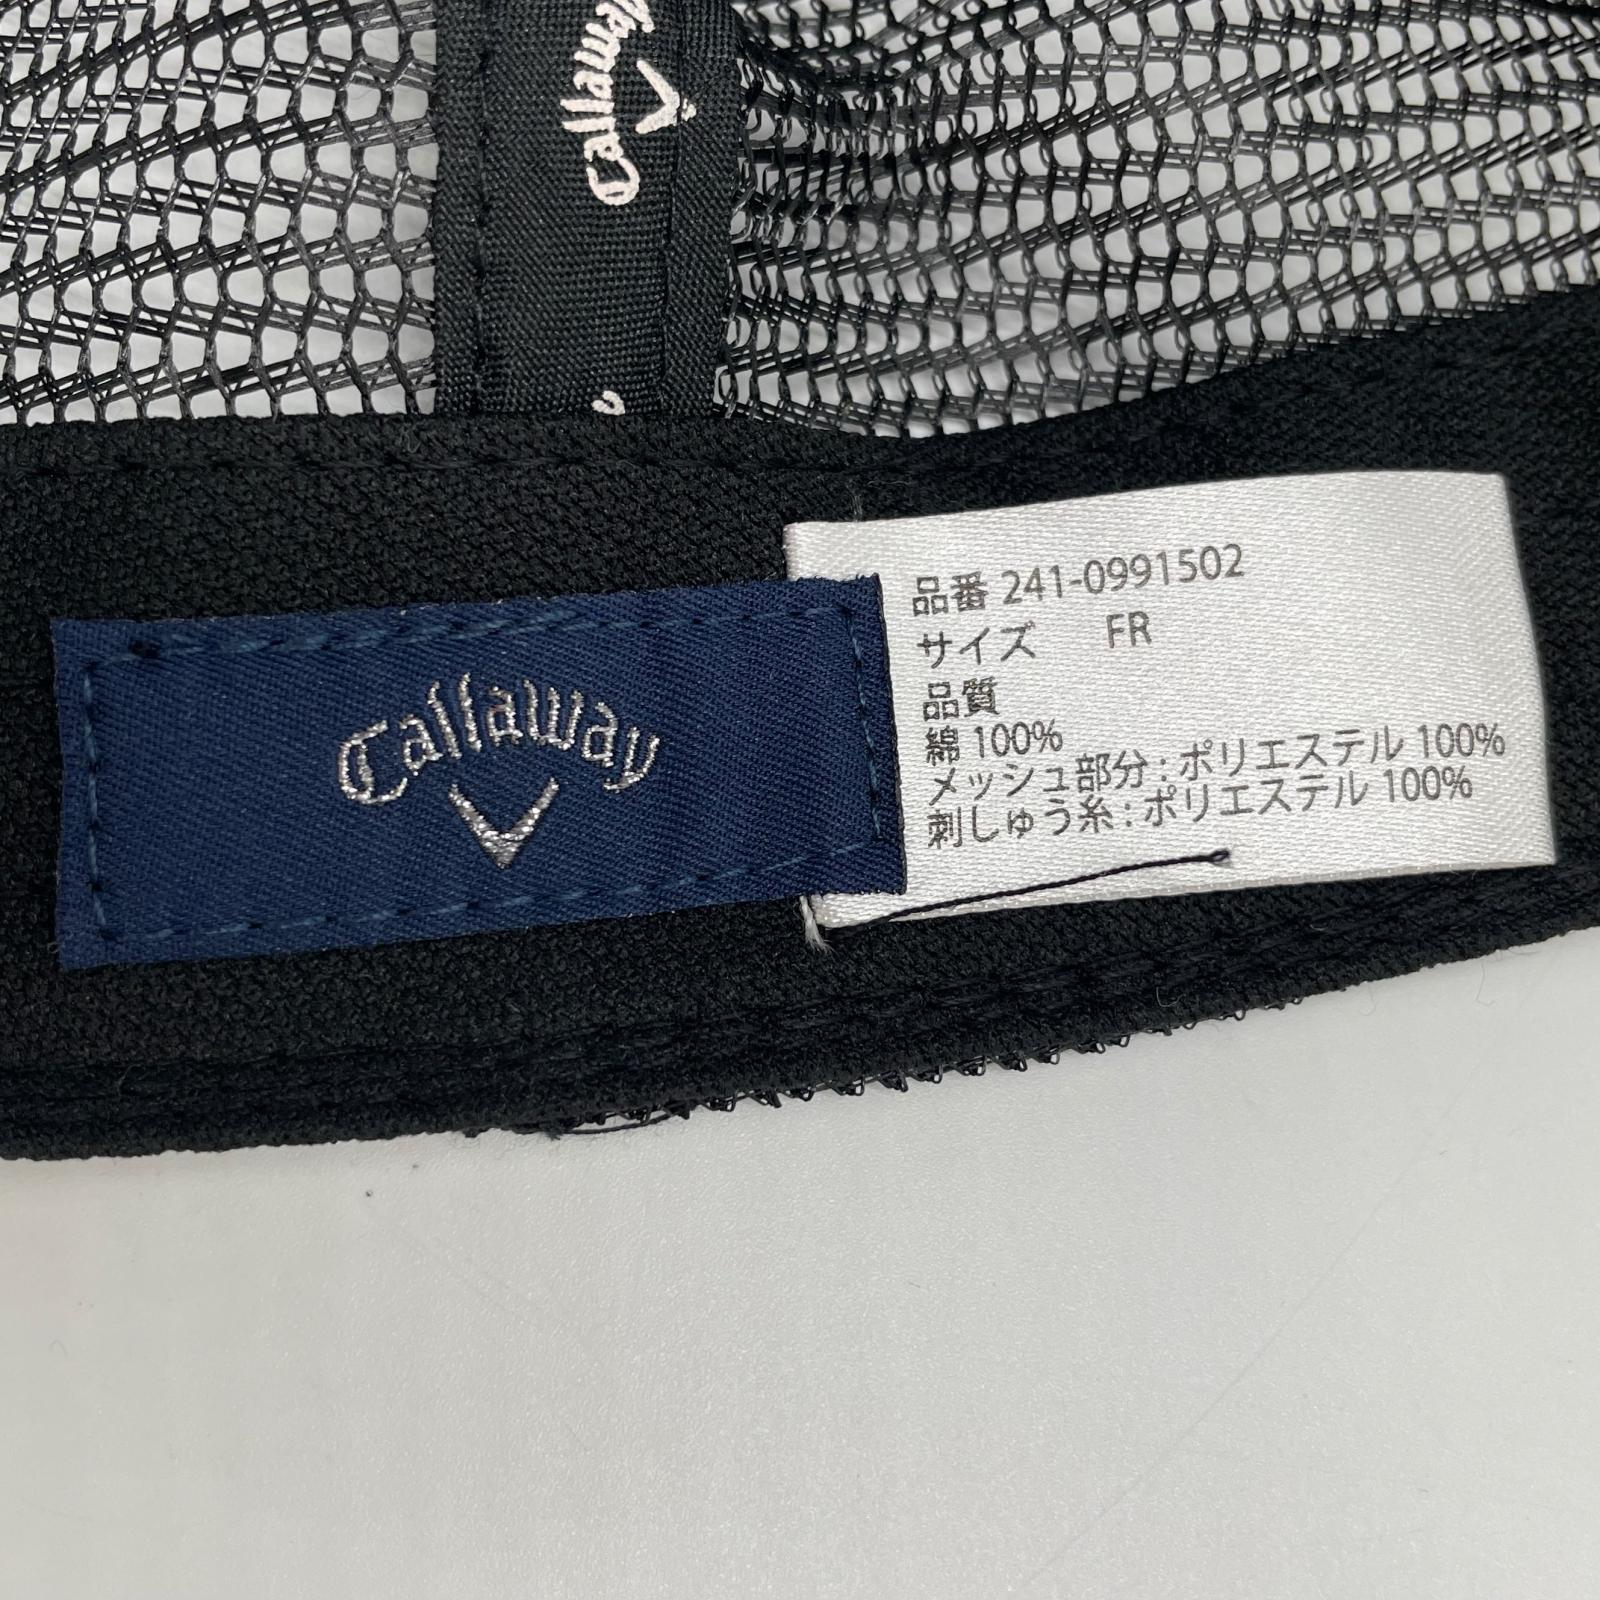 Callaway
Callaway
品番 241-0991502
サイズ FR
品質
綿 100%
メッシュ部分 : ポリエステル 100%
刺しゅう糸 : ポリエステル 100%